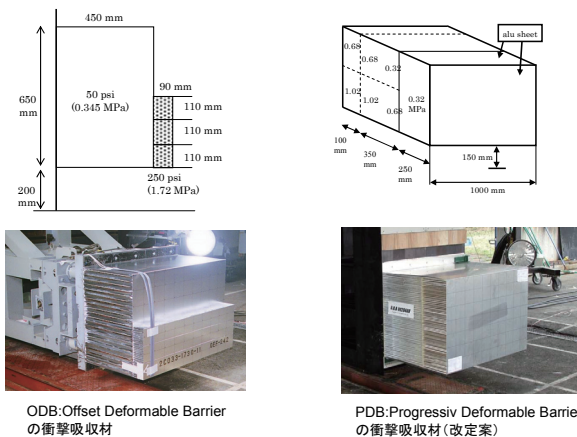 450 mm
50 psi
(0.345 MPa)
650
mm
90 mm
110 mm
110 mm
110 mm
250 psi
(1.72 MPa)
200
mm
alu sheet
0.68
0.68
0.32
1.02
1.02
0.68
0.32
MPa
100
mm
350
mm
250
mm
150 mm
1000 mm
ODB:Offset Deformable Barrier
の衝撃吸収材
PDB:Progressiv Deformable Barrie
の衝撃吸収材（改定案）